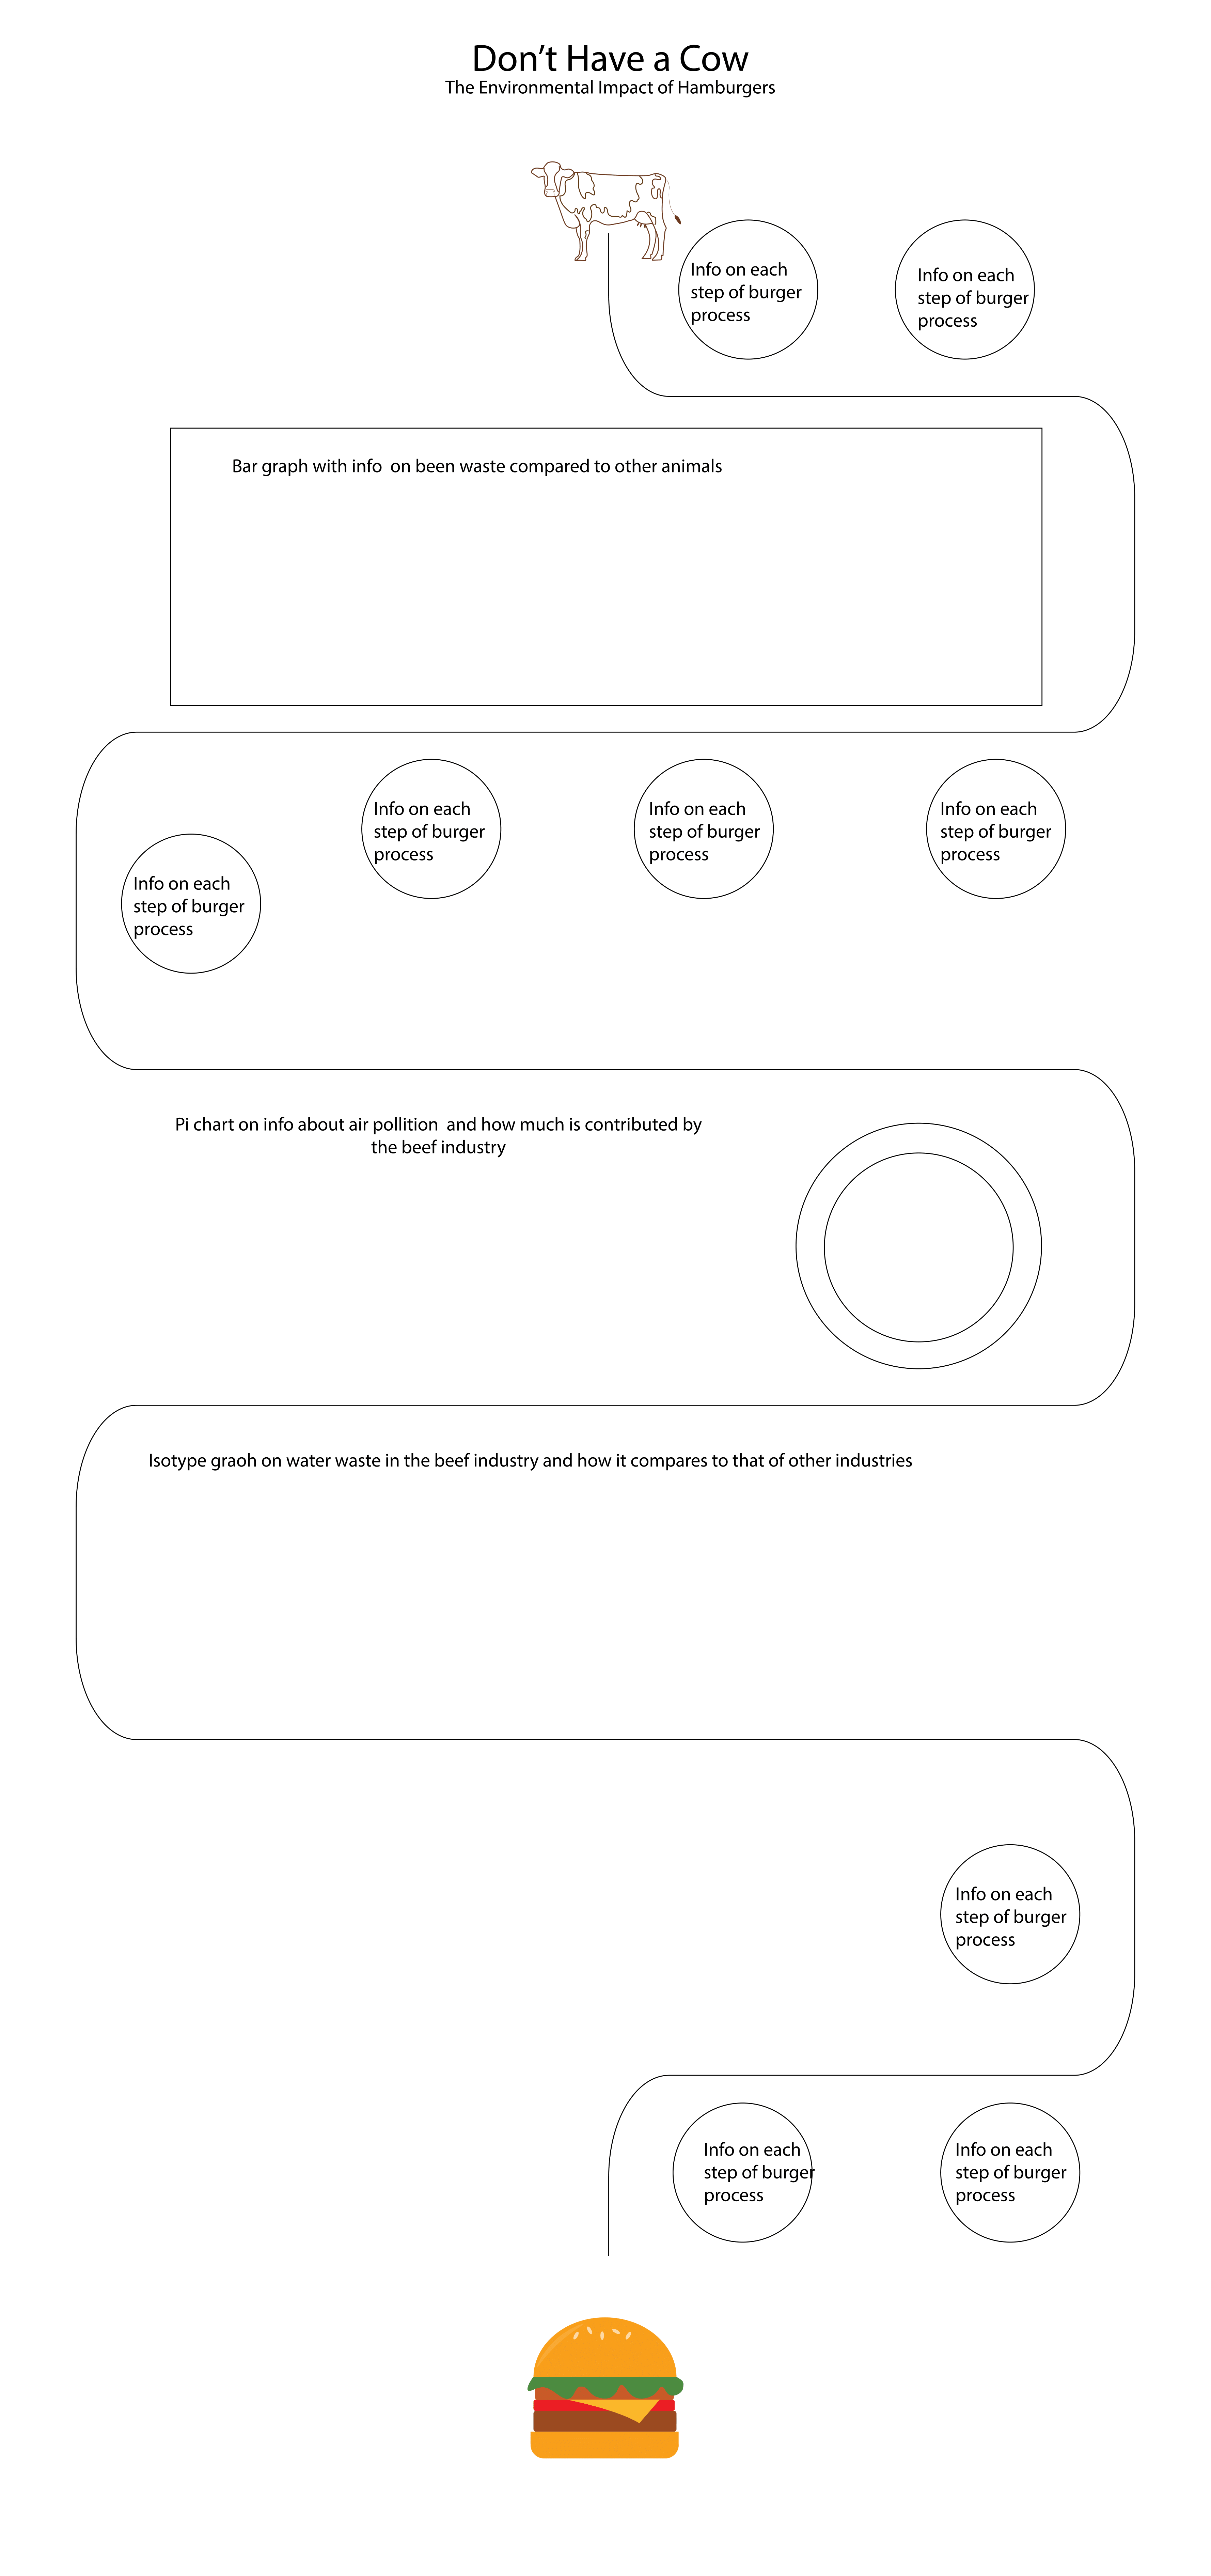 Don’t Have a Cow
The Environmental Impact of Hamburgers
Info on each
step of burger
process
Info on each
step of burger
process
Bar graph with info  on been waste compared to other animals
Info on each
step of burger
process
Info on each
step of burger
process
Info on each
step of burger
process
Info on each
step of burger
process
Pi chart on info about air pollition  and how much is contributed by
the beef industry
Isotype graoh on water waste in the beef industry and how it compares to that of other industries
Info on each
step of burger
process
Info on each
step of burger
process
Info on each
step of burger
process